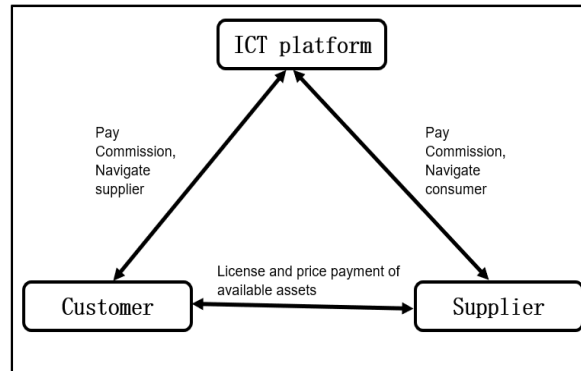 ICT platform
Pay
Commission,
Navigate
supplier
Pay
Commission,
Navigate
consumer
License and price payment of
available assets
Customer
Supplier